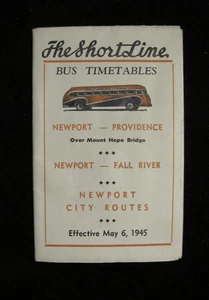 The Short Line
BUS TIMETABLES
NEWPORT — PROVIDENCE
Over Mount Hope Bridge
NEWPORT — FALL RIVER
NEWPORT
CITY ROUTES
Effective May 6, 1945